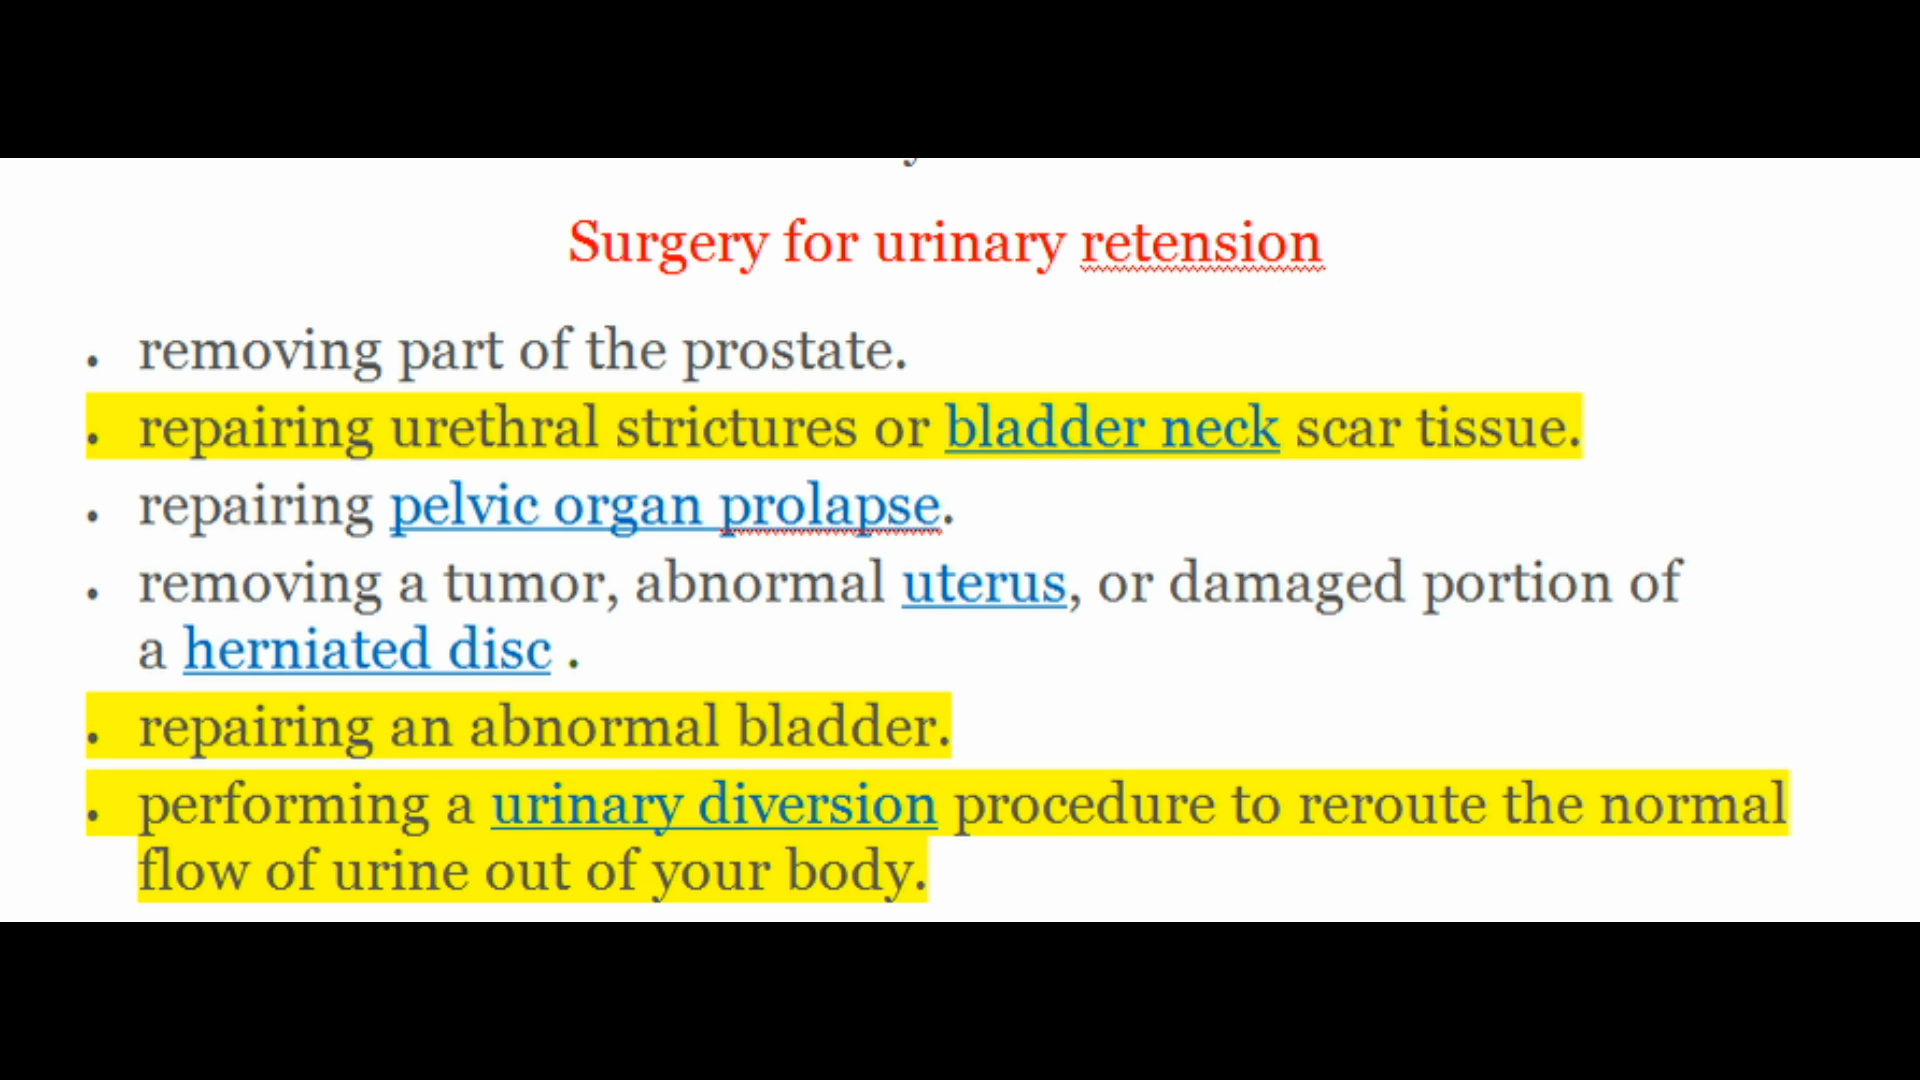 Surgery for urinary retension
. removing part of the prostate.
. repairing urethral strictures or bladder neck scar tissue.
. repairing pelvic organ prolapse.
. removing a tumor, abnormal uterus, or damaged portion of
a herniated disc .
. repairing an abnormal bladder.
. performing a urinary diversion procedure to reroute the normal
flow of urine out of your body.